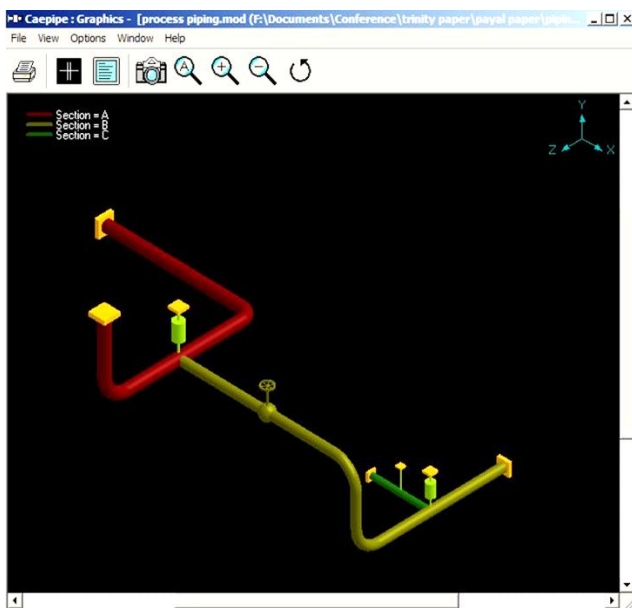 Caepipe : Graphics - [process piping.mod (F:\Documents\Conference\trinity paper\payal paper\pipin...
File View Options Window Help
Section = A
Section = B
Section = C
Y
Z X